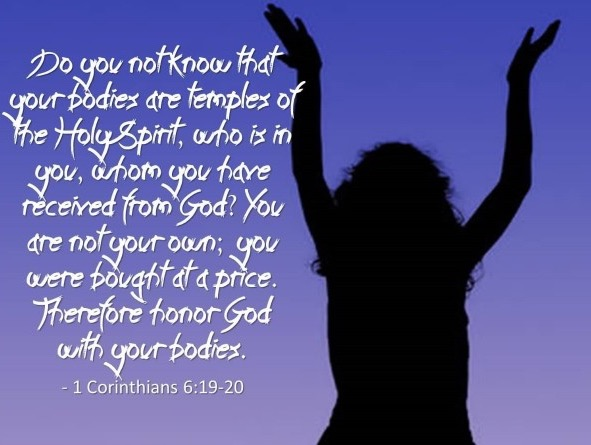 Do you not know that
your bodies are temples of
the Holy Spirit, who is in
you, whom you have
received from God? You
are not your own; you
were bought at a price.
Therefore honor God
with your bodies.
- 1 Corinthians 6:19-20